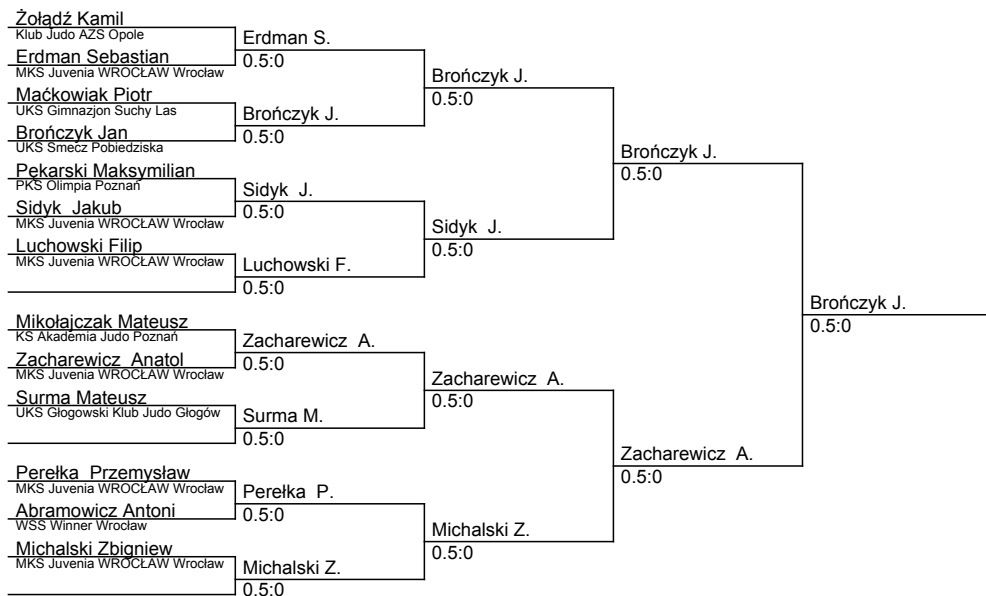 Żołądź Kamil
Klub Judo AZS Opole
Erdman Sebastian
MKS Juvenia WROCŁAW Wrocław
Maćkowiak Piotr
UKS Gimnazjon Suchy Las
Brończyk Jan
UKS Smecz Pobiedziska
Pękarski Maksymilian
PKS Olimpia Poznań
Sidyk Jakub
MKS Juvenia WROCŁAW Wrocław
Luchowski Filip
MKS Juvenia WROCŁAW Wrocław
Mikołajczak Mateusz
KS Akademia Judo Poznań
Zacharewicz Anatol
MKS Juvenia WROCŁAW Wrocław
Surma Mateusz
UKS Głogowski Klub Judo Głogów
Perełka Przemysław
MKS Juvenia WROCŁAW Wrocław
Abramowicz Antoni
WSS Winner Wrocław
Michalski Zbigniew
MKS Juvenia WROCŁAW Wrocław
Erdman S.
0.5:0
Brończyk J.
0.5:0
Sidyk J.
0.5:0
Luchowski F.
0.5:0
Zacharewicz A.
0.5:0
Surma M.
0.5:0
Perełka P.
0.5:0
Michalski Z.
0.5:0
Brończyk J.
0.5:0
Sidyk J.
0.5:0
Zacharewicz A.
0.5:0
Michalski Z.
0.5:0
Brończyk J.
0.5:0
Zacharewicz A.
0.5:0
Brończyk J.
0.5:0